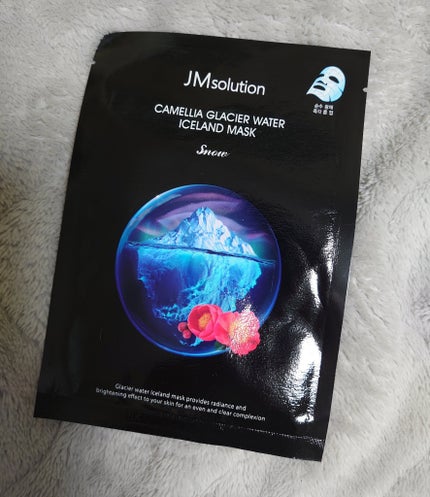 JMsolution
CAMELLIA GLACIER WATER
ICELAND MASK
Snow
Glacier water Iceland mask provides radiance and
brightening effect to your skin for an even and clear complexion